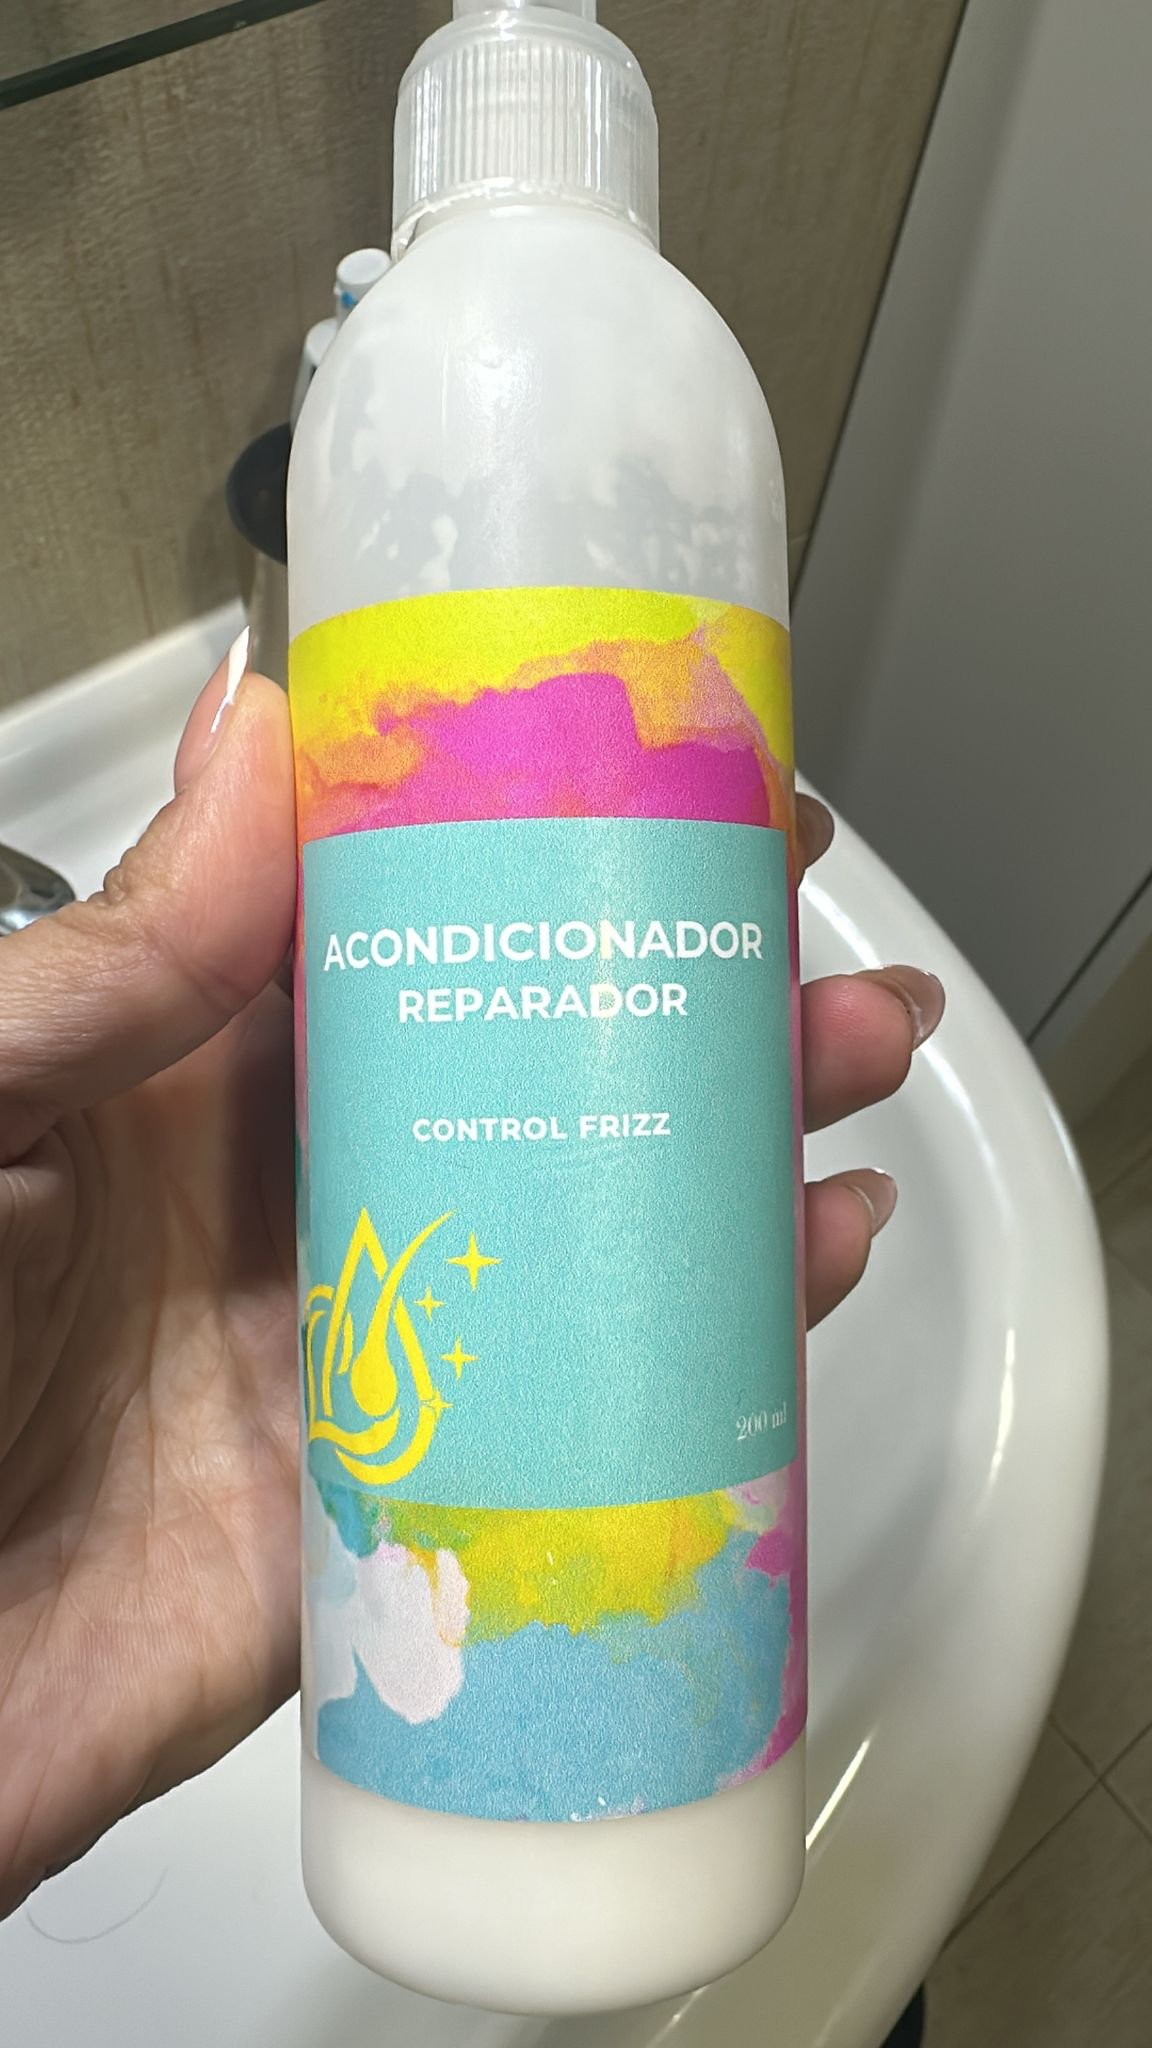 ACONDICIONADOR
REPARADOR
CONTROL FRIZZ
200 ml